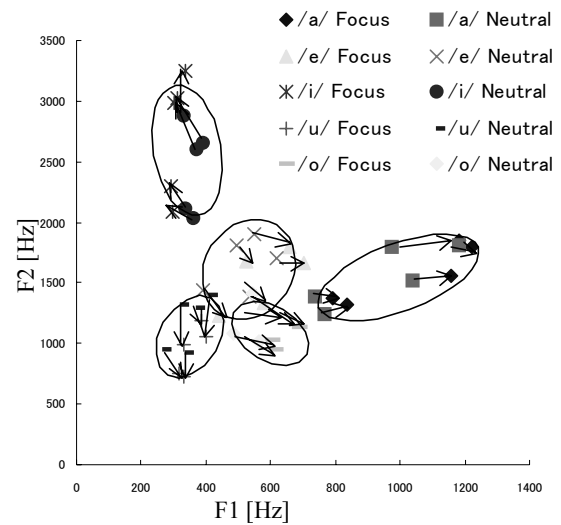 /a/ Focus /a/ Neutral
/e/ Focus /e/ Neutral
/i/ Focus /i/ Neutral
/u/ Focus /u/ Neutral
/o/ Focus /o/ Neutral
3500
3000
2500
2000
1500
1000
500
0
F2 [Hz]
0 200 400 600 800 1000 1200 1400
F1 [Hz]